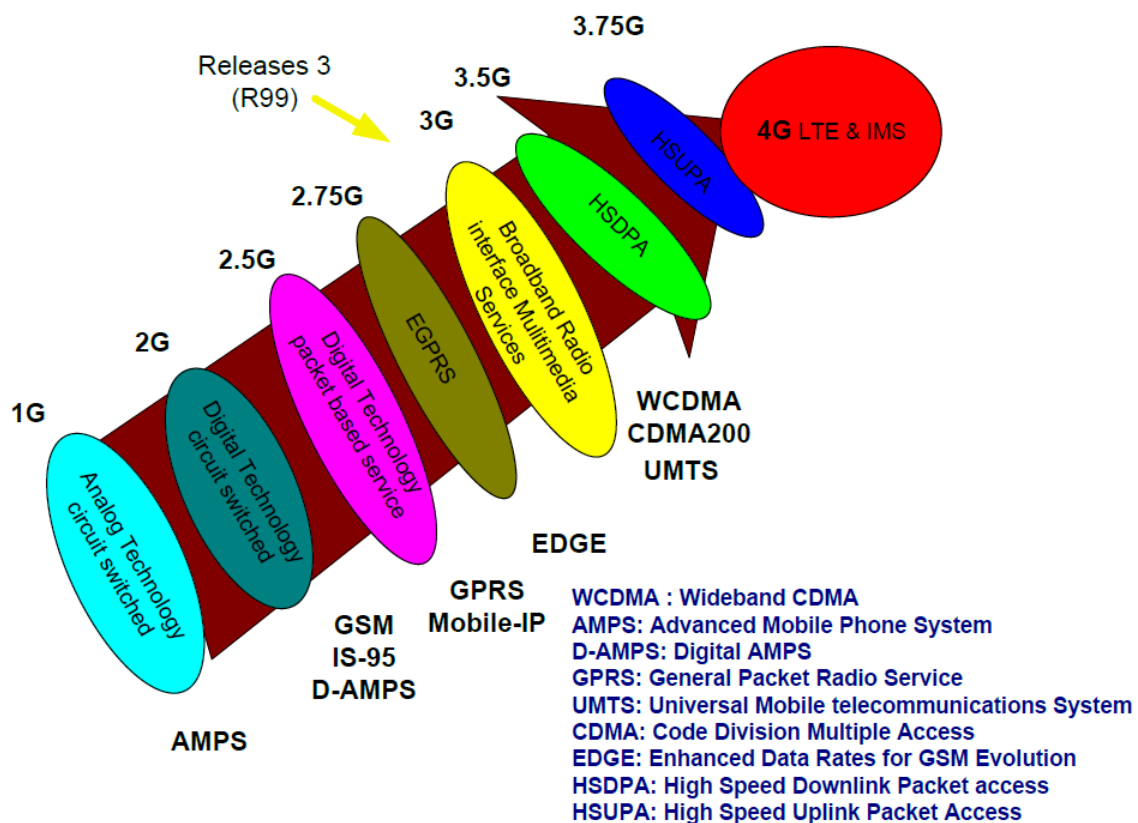 3.75G
3.5G
Releases 3
(R99)
3G
2.75G
2.5G
2G
1G
4G LTE & IMS
HSUPA
HSDPA
Broadband Radio
interface Mulitimedia
Services
EGPRS
Digital Technology
packet based service
Digital Technology
circuit switched
Analog Technology
circuit switched
WCDMA
CDMA200
UMTS
EDGE
GPRS
Mobile-IP
GSM
IS-95
D-AMPS
AMPS
WCDMA : Wideband CDMA
AMPS: Advanced Mobile Phone System
D-AMPS: Digital AMPS
GPRS: General Packet Radio Service
UMTS: Universal Mobile telecommunications System
CDMA: Code Division Multiple Access
EDGE: Enhanced Data Rates for GSM Evolution
HSDPA: High Speed Downlink Packet access
HSUPA: High Speed Uplink Packet Access